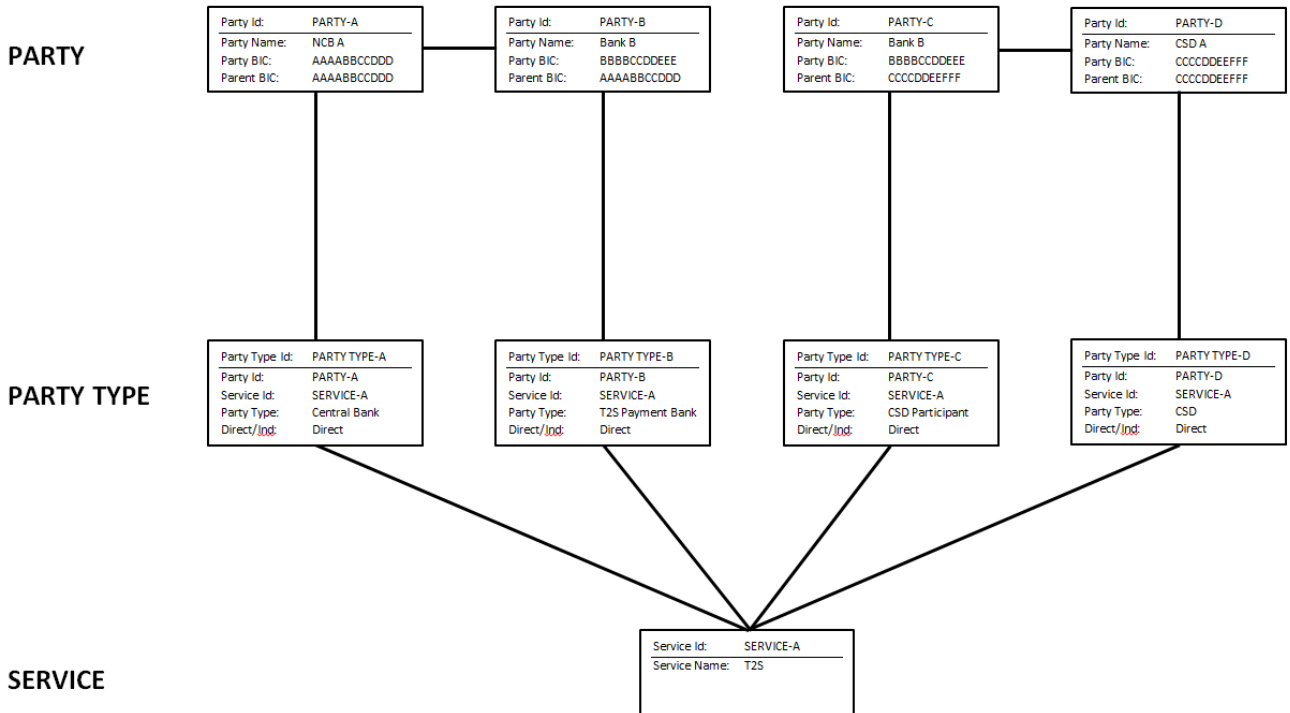 PARTY
Party Id: PARTY-A
Party Name: NCB A
Party BIC: AAAABBCCDDD
Parent BIC: AAAABBCCDDD
Party Id: PARTY-B
Party Name: Bank B
Party BIC: BBBBCCDDEEE
Parent BIC: AAAABBCCDDD
Party Id: PARTY-C
Party Name: Bank B
Party BIC: BBBBCCDDEEE
Parent BIC: CCCCDDEEFFF
Party Id: PARTY-D
Party Name: CSD A
Party BIC: CCCCDDEEFFF
Parent BIC: CCCCDDEEFFF
PARTY TYPE
Party Type Id: PARTY TYPE-A
Party Id: PARTY-A
Service Id: SERVICE-A
Party Type: Central Bank
Direct/Ind: Direct
Party Type Id: PARTY TYPE-B
Party Id: PARTY-B
Service Id: SERVICE-A
Party Type: T2S Payment Bank
Direct/Ind: Direct
Party Type Id: PARTY TYPE-C
Party Id: PARTY-C
Service Id: SERVICE-A
Party Type: CSD Participant
Direct/Ind: Direct
Party Type Id: PARTY TYPE-D
Party Id: PARTY-D
Service Id: SERVICE-A
Party Type: CSD
Direct/Ind: Direct
SERVICE
Service Id: SERVICE-A
Service Name: T2S